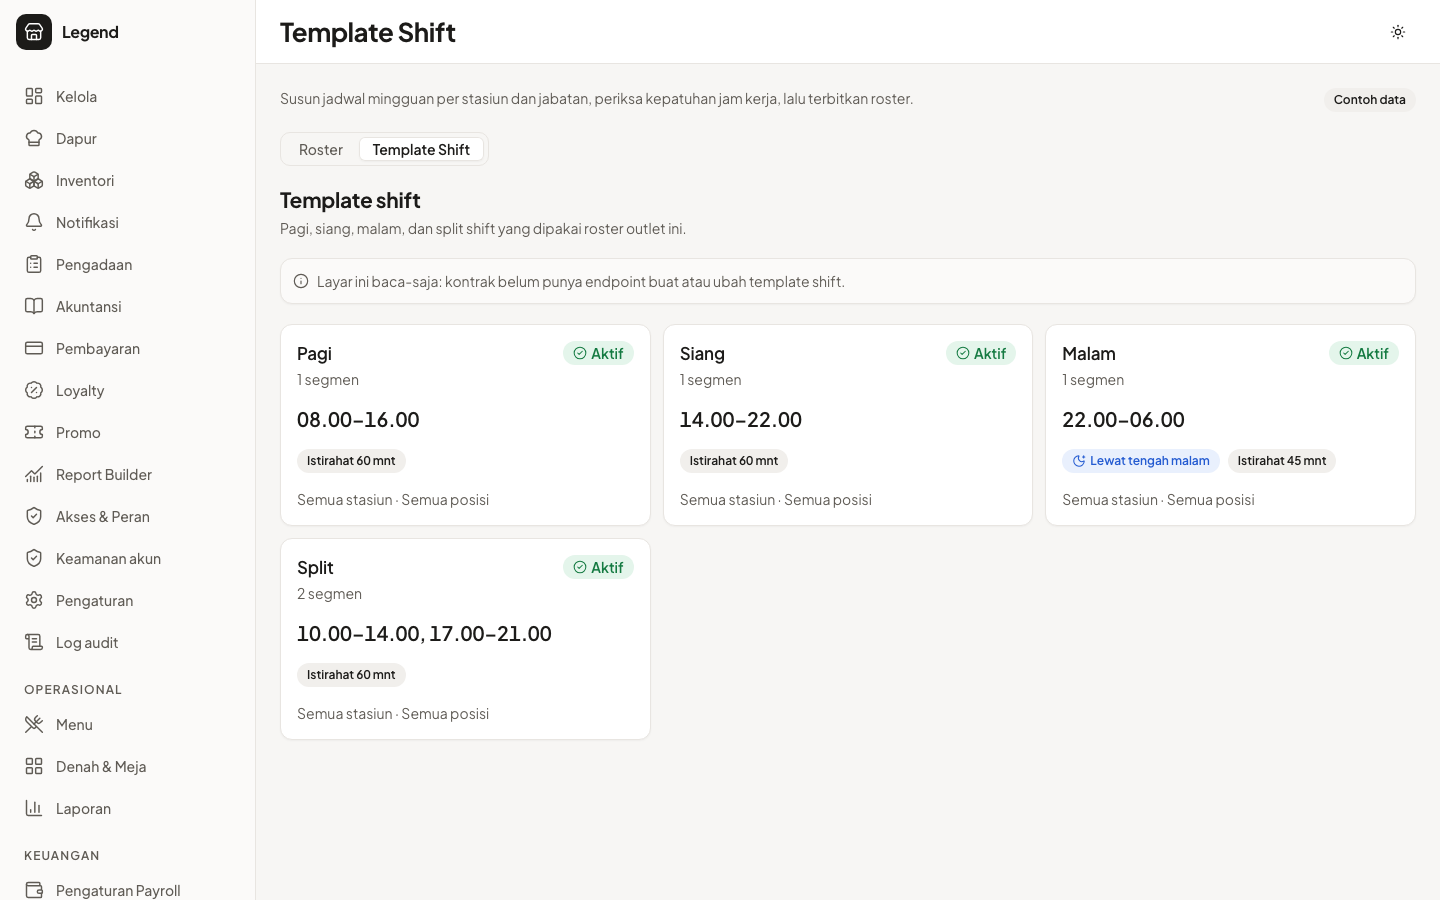 Legend
Template Shift
Kelola
Dapur
Inventori
Notifikasi
Pengadaan
Akuntansi
Pembayaran
Loyalty
Promo
Report Builder
Akses & Peran
Keamanan akun
Pengaturan
Log audit
OPERASIONAL
Menu
Denah & Meja
Laporan
KEUANGAN
Pengaturan Payroll
Susun jadwal mingguan per stasiun dan jabatan, periksa kepatuhan jam kerja, lalu terbitkan roster.
Contoh data
Roster
Template Shift
Template shift
Pagi, siang, malam, dan split shift yang dipakai roster outlet ini.
Layar ini baca-saja: kontrak belum punya endpoint buat atau ubah template shift.
Pagi
Aktif
1 segmen
08.00–16.00
Istirahat 60 mnt
Semua stasiun · Semua posisi
Siang
Aktif
1 segmen
14.00–22.00
Istirahat 60 mnt
Semua stasiun · Semua posisi
Malam
Aktif
1 segmen
22.00–06.00
Lewat tengah malam
Istirahat 45 mnt
Semua stasiun · Semua posisi
Split
Aktif
2 segmen
10.00–14.00, 17.00–21.00
Istirahat 60 mnt
Semua stasiun · Semua posisi